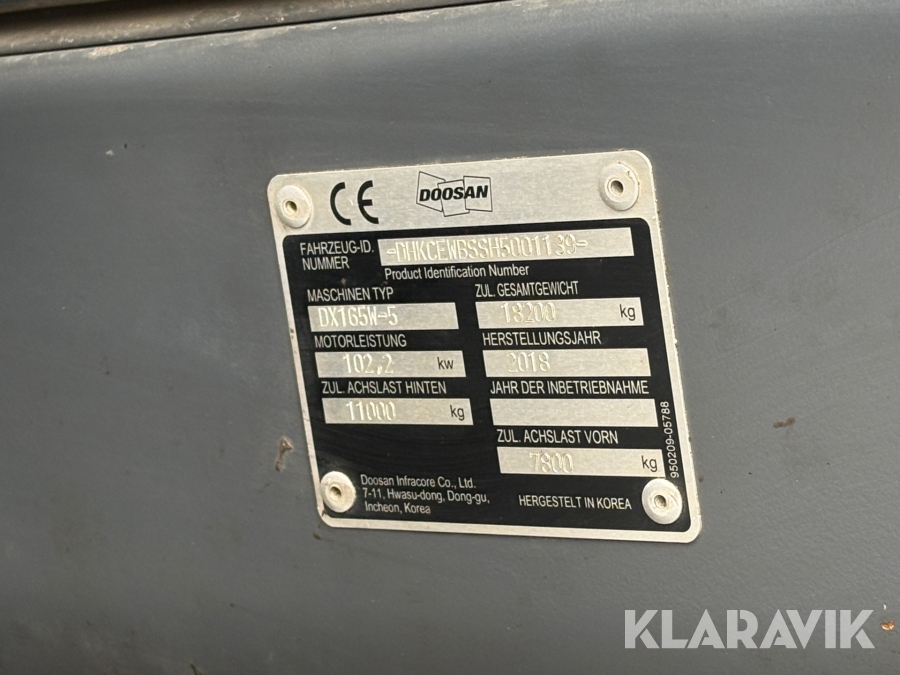 CE
DOOSAN
FAHRZEUG-ID. NUMMER
-DHKCEWBSSH5001139-
Product Identification Number
MASCHINEN TYP
DX165W-5
ZUL. GESAMTGEWICHT
18200 kg
MOTORLEISTUNG
102,2 kw
HERSTELLUNGSJAHR
2018
ZUL. ACHSLAST HINTEN
11000 kg
JAHR DER INBETRIEBNAHME
ZUL. ACHSLAST VORN
7800 kg
Doosan Infracore Co., Ltd.
7-11, Hwasu-dong, Dong-gu,
Incheon, Korea
HERGESTELT IN KOREA
950209-05788
KLARAVIK